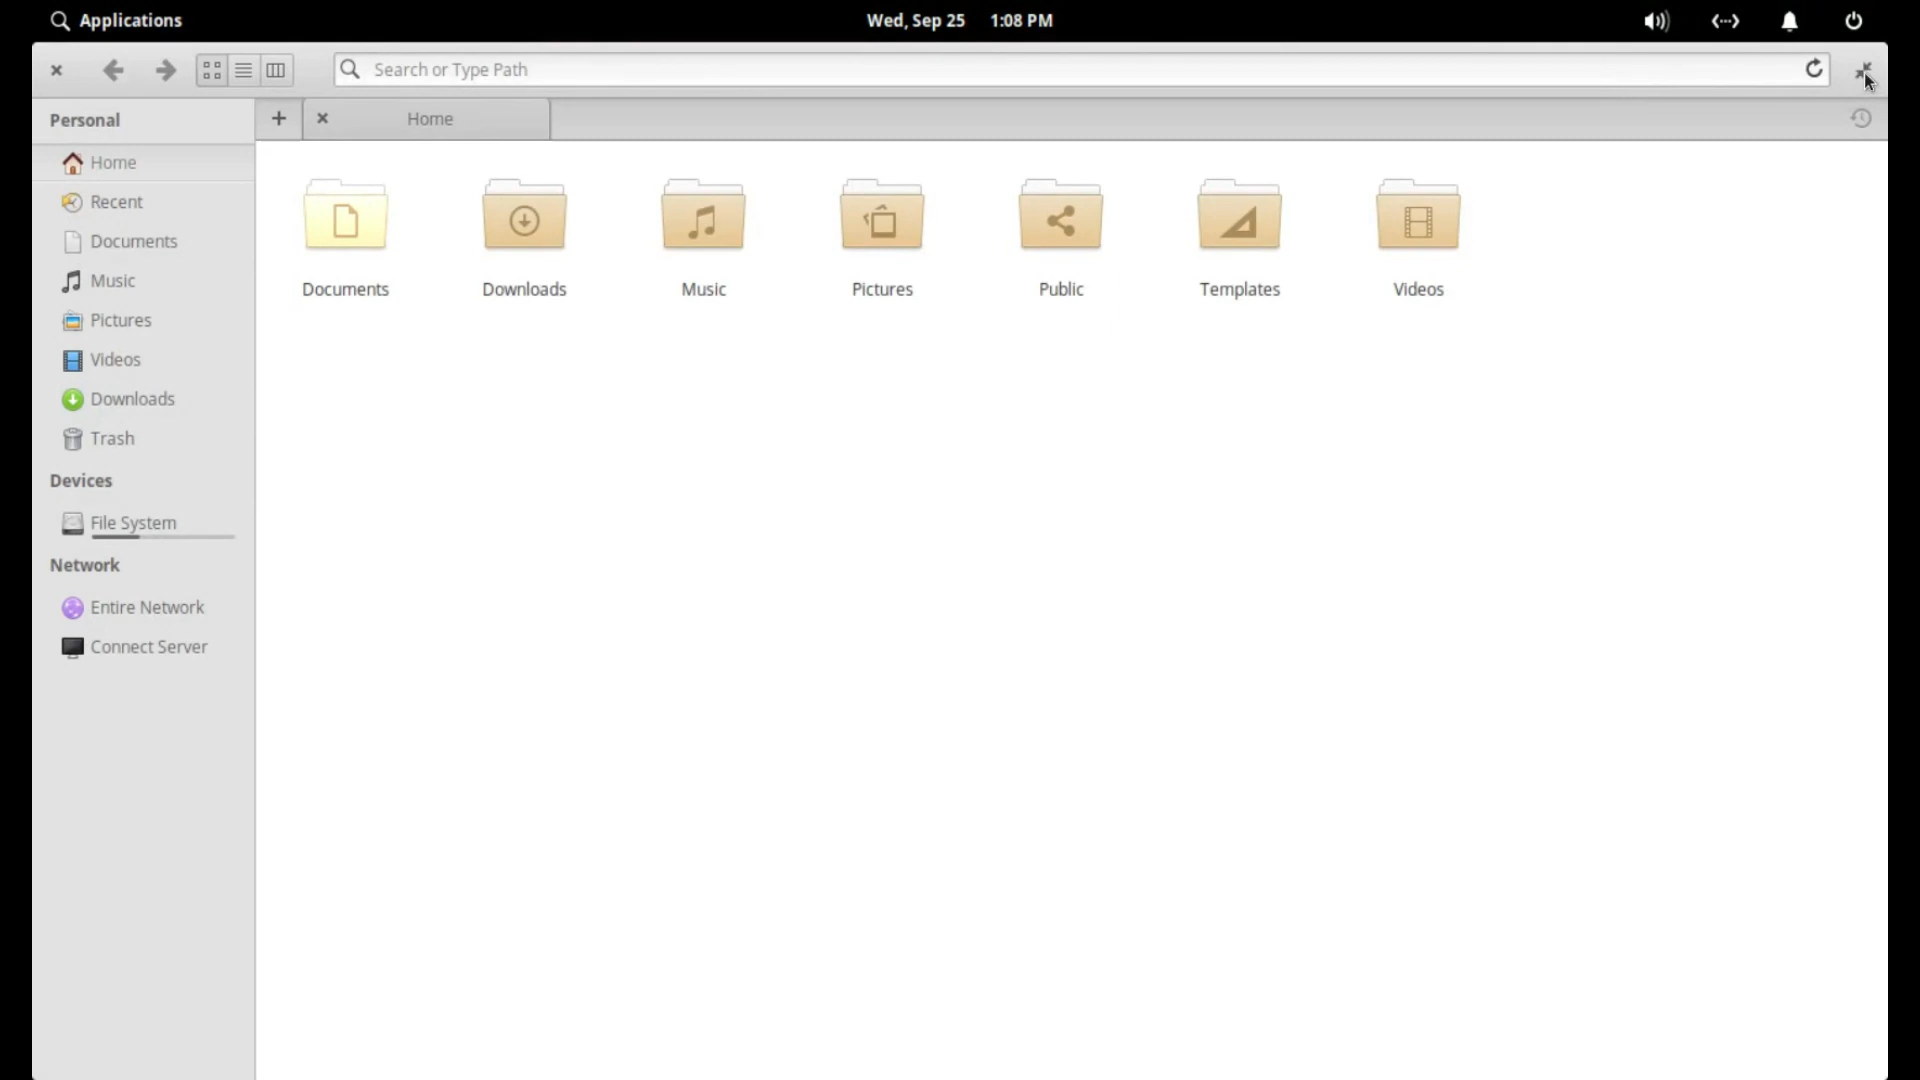 Applications
Wed, Sep 25 1:08 PM
Search or Type Path
Personal
Home
Home
Recent
Documents
Music
Pictures
Videos
Downloads
Trash
Devices
File System
Network
Entire Network
Connect Server
Documents
Downloads
Music
Pictures
Public
Templates
Videos